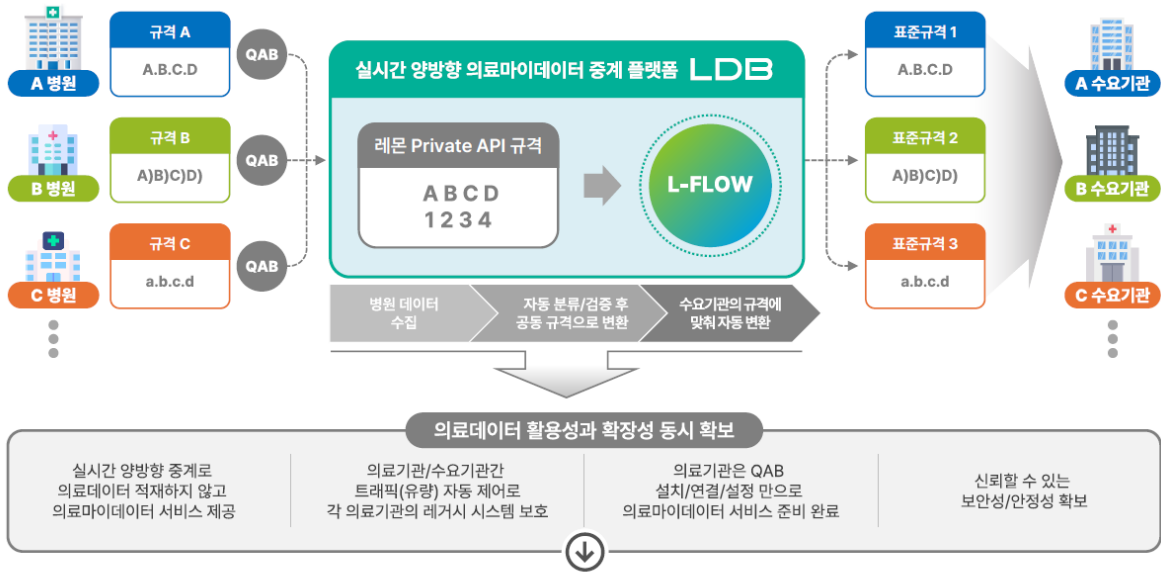 규격 A
A.B.C.D
A 병원
QAB
규격 B
A)B)C)D)
B 병원
QAB
규격 C
a.b.c.d
C 병원
QAB
실시간 양방향 의료마이데이터 중계 플랫폼 LDB
레몬 Private API 규격
A B C D
1 2 3 4
L-FLOW
병원 데이터
수집
자동 분류/검증 후
공동 규격으로 변환
수요기관의 규격에
맞춰 자동 변환
표준규격 1
A.B.C.D
A 수요기관
표준규격 2
A)B)C)D)
B 수요기관
표준규격 3
a.b.c.d
C 수요기관
의료데이터 활용성과 확장성 동시 확보
실시간 양방향 중계로
의료데이터 적재하지 않고
의료마이데이터 서비스 제공
의료기관/수요기관간
트래픽(유량) 자동 제어로
각 의료기관의 레거시 시스템 보호
의료기관은 QAB
설치/연결/설정 만으로
의료마이데이터 서비스 준비 완료
신뢰할 수 있는
보안성/안정성 확보